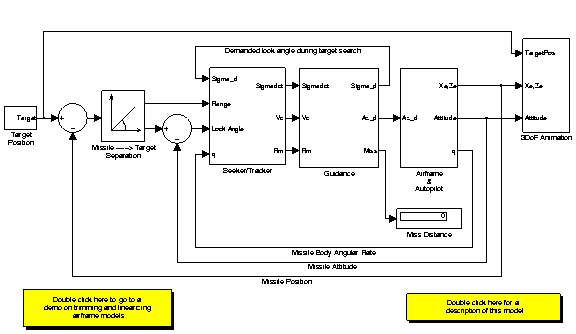 Demanded look angle during target search
TargetPos
Xe,Ze
Attitude
3DoF Animation
Target
Target
Position
+
−
Missile ----> Target
Separation
+
−
Sigma_d
Range
Look Angle
q
Sigmadot
Vc
Rm
Seeker/Tracker
Sigmadot
Vc
Rm
Sigma_d
Ac_d
Miss
Guidance
Ac_d
Xe,Ze
Attitude
q
Airframe
&
Autopilot
0
Miss Distance
Missile Body Angular Rate
Missile Attitude
Missile Position
Double click here to go to a
demo on trimming and linearizing
airframe models
Double click here for a
description of this model